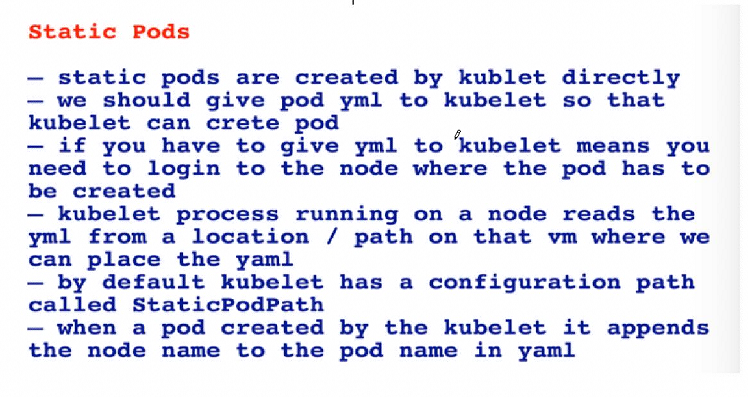 Static Pods
— static pods are created by kublet directly
— we should give pod yml to kubelet so that
kubelet can crete pod
— if you have to give yml to kubelet means you
need to login to the node where the pod has to
be created
— kubelet process running on a node reads the
yml from a location / path on that vm where we
can place the yaml
— by default kubelet has a configuration path
called StaticPodPath
— when a pod created by the kubelet it appends
the node name to the pod name in yaml